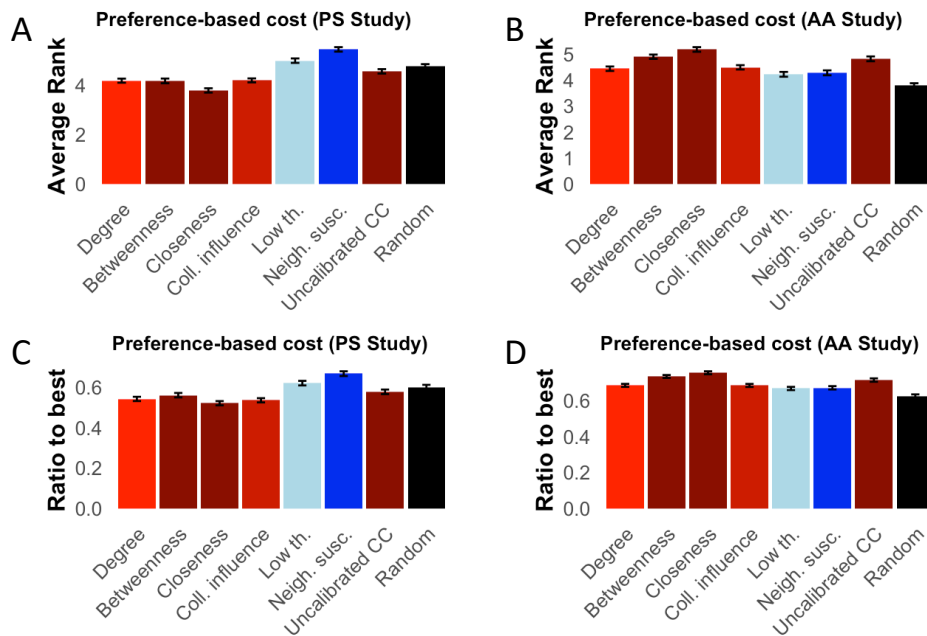 A
Preference-based cost (PS Study)
Average Rank
4
2
0
Degree
Betweenness
Closeness
Coll. influence
Low th.
Neigh. susc.
Uncalibrated CC
Random
B
Preference-based cost (AA Study)
Average Rank
5
4
3
2
1
0
Degree
Betweenness
Closeness
Coll. influence
Low th.
Neigh. susc.
Uncalibrated CC
Random
C
Preference-based cost (PS Study)
Ratio to best
0.6
0.4
0.2
0.0
Degree
Betweenness
Closeness
Coll. influence
Low th.
Neigh. susc.
Uncalibrated CC
Random
D
Preference-based cost (AA Study)
Ratio to best
0.6
0.4
0.2
0.0
Degree
Betweenness
Closeness
Coll. influence
Low th.
Neigh. susc.
Uncalibrated CC
Random